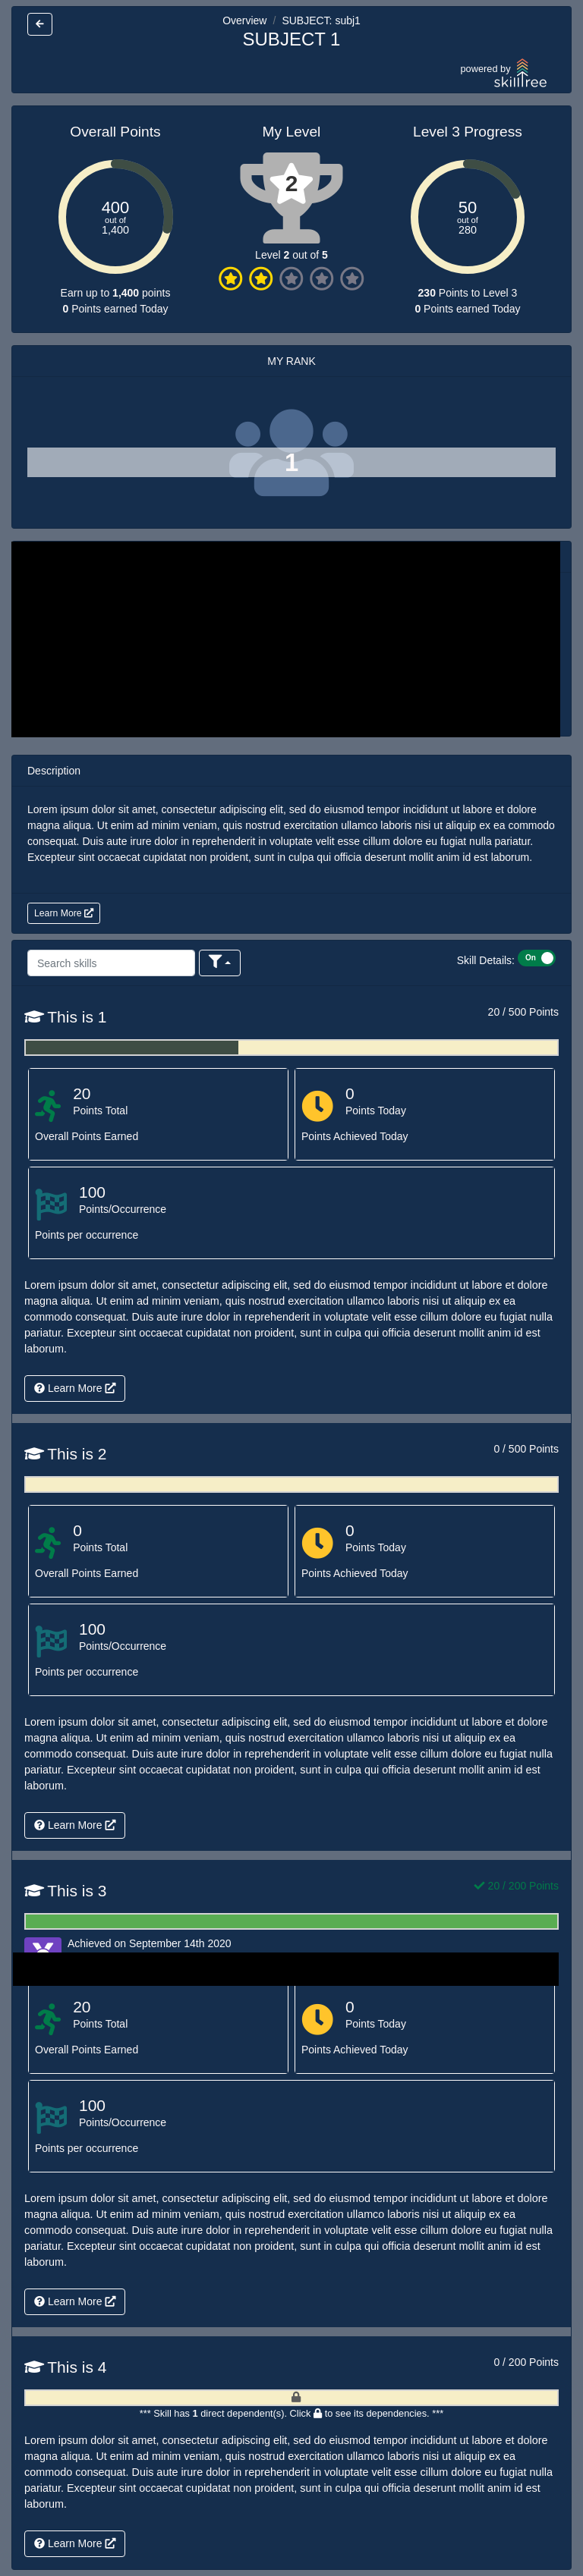 Overview / SUBJECT: subj1
SUBJECT 1
powered by
skilltree
Overall Points
My Level
Level 3 Progress
400
out of
1,400
2
50
out of
280
Level 2 out of 5
Earn up to 1,400 points
0 Points earned Today
230 Points to Level 3
0 Points earned Today
MY RANK
1
Description
Lorem ipsum dolor sit amet, consectetur adipiscing elit, sed do eiusmod tempor incididunt ut labore et dolore
magna aliqua. Ut enim ad minim veniam, quis nostrud exercitation ullamco laboris nisi ut aliquip ex ea commodo
consequat. Duis aute irure dolor in reprehenderit in voluptate velit esse cillum dolore eu fugiat nulla pariatur.
Excepteur sint occaecat cupidatat non proident, sunt in culpa qui officia deserunt mollit anim id est laborum.
Learn More
Search skills
Skill Details: On
This is 1
20 / 500 Points
20
Points Total
Overall Points Earned
0
Points Today
Points Achieved Today
100
Points/Occurrence
Points per occurrence
Lorem ipsum dolor sit amet, consectetur adipiscing elit, sed do eiusmod tempor incididunt ut labore et dolore
magna aliqua. Ut enim ad minim veniam, quis nostrud exercitation ullamco laboris nisi ut aliquip ex ea
commodo consequat. Duis aute irure dolor in reprehenderit in voluptate velit esse cillum dolore eu fugiat nulla
pariatur. Excepteur sint occaecat cupidatat non proident, sunt in culpa qui officia deserunt mollit anim id est
laborum.
Learn More
This is 2
0 / 500 Points
0
Points Total
Overall Points Earned
0
Points Today
Points Achieved Today
100
Points/Occurrence
Points per occurrence
Lorem ipsum dolor sit amet, consectetur adipiscing elit, sed do eiusmod tempor incididunt ut labore et dolore
magna aliqua. Ut enim ad minim veniam, quis nostrud exercitation ullamco laboris nisi ut aliquip ex ea
commodo consequat. Duis aute irure dolor in reprehenderit in voluptate velit esse cillum dolore eu fugiat nulla
pariatur. Excepteur sint occaecat cupidatat non proident, sunt in culpa qui officia deserunt mollit anim id est
laborum.
Learn More
This is 3
20 / 200 Points
Achieved on September 14th 2020
20
Points Total
Overall Points Earned
0
Points Today
Points Achieved Today
100
Points/Occurrence
Points per occurrence
Lorem ipsum dolor sit amet, consectetur adipiscing elit, sed do eiusmod tempor incididunt ut labore et dolore
magna aliqua. Ut enim ad minim veniam, quis nostrud exercitation ullamco laboris nisi ut aliquip ex ea
commodo consequat. Duis aute irure dolor in reprehenderit in voluptate velit esse cillum dolore eu fugiat nulla
pariatur. Excepteur sint occaecat cupidatat non proident, sunt in culpa qui officia deserunt mollit anim id est
laborum.
Learn More
This is 4
0 / 200 Points
*** Skill has 1 direct dependent(s). Click to see its dependencies. ***
Lorem ipsum dolor sit amet, consectetur adipiscing elit, sed do eiusmod tempor incididunt ut labore et dolore
magna aliqua. Ut enim ad minim veniam, quis nostrud exercitation ullamco laboris nisi ut aliquip ex ea
commodo consequat. Duis aute irure dolor in reprehenderit in voluptate velit esse cillum dolore eu fugiat nulla
pariatur. Excepteur sint occaecat cupidatat non proident, sunt in culpa qui officia deserunt mollit anim id est
laborum.
Learn More